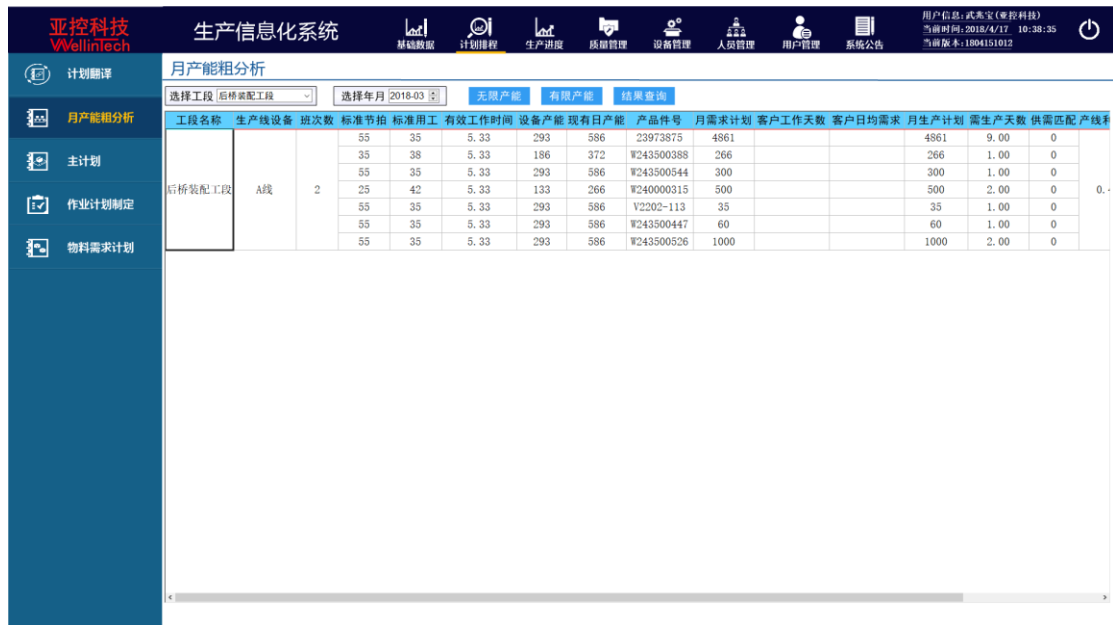 亚控科技
WellinTech
生产信息化系统
基础数据
计划排程
生产进度
质量管理
设备管理
人员管理
用户管理
系统公告
用户信息:武兆宝(亚控科技)
当前时间:2018/4/17 10:38:35
当前版本:1804151012
计划翻译
月产能粗分析
主计划
作业计划制定
物料需求计划
月产能粗分析
选择工段 后桥装配工段 选择年月 2018-03 无限产能 有限产能 结果查询
工段名称 生产线设备 班次数 标准节拍 标准用工 有效工作时间 设备产能 现有日产能 产品件号 月需求计划 客户工作天数 客户日均需求 月生产计划 需生产天数 供需匹配 产线利
55 35 5.33 293 586 23973875 4861 4861 9.00 0
35 38 5.33 186 372 W243500388 266 266 1.00 0
55 35 5.33 293 586 W243500544 300 300 1.00 0
后桥装配工段 A线 2 25 42 5.33 133 266 W240000315 500 500 2.00 0 0.
55 35 5.33 293 586 V2202-113 35 35 1.00 0
55 35 5.33 293 586 W243500447 60 60 1.00 0
55 35 5.33 293 586 W243500526 1000 1000 2.00 0